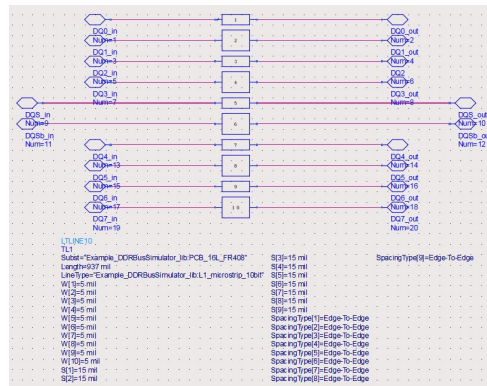 1
DQ0_in
Num=1
DQ0_out
Num=2
2
DQ1_in
Num=3
DQ1_out
Num=4
3
DQ2_in
Num=5
DQ2
Num=6
4
DQ3_in
Num=7
DQ3_out
Num=8
5
DQS_in
Num=9
DQS_out
Num=10
6
DQSb_in
Num=11
DQSb_ou
Num=12
7
DQ4_in
Num=13
DQ4_out
Num=14
8
DQ5_in
Num=15
DQ5_out
Num=16
9
DQ6_in
Num=17
DQ6_out
Num=18
10
DQ7_in
Num=19
DQ7_out
Num=20
LTLINE10
TL1
Subst="Example_DDRBusSimulator_lib:PCB_16L_FR408"
Length=937 mil
LineType="Example_DDRBusSimulator_lib:L1_microstrip_10bit"
W[1]=5 mil
W[2]=5 mil
W[3]=5 mil
W[4]=5 mil
W[5]=5 mil
W[6]=5 mil
W[7]=5 mil
W[8]=5 mil
W[9]=5 mil
W[10]=5 mil
S[1]=15 mil
S[2]=15 mil
S[3]=15 mil
S[4]=15 mil
S[5]=15 mil
S[6]=15 mil
S[7]=15 mil
S[8]=15 mil
S[9]=15 mil
SpacingType[1]=Edge-To-Edge
SpacingType[2]=Edge-To-Edge
SpacingType[3]=Edge-To-Edge
SpacingType[4]=Edge-To-Edge
SpacingType[5]=Edge-To-Edge
SpacingType[6]=Edge-To-Edge
SpacingType[7]=Edge-To-Edge
SpacingType[8]=Edge-To-Edge
SpacingType[9]=Edge-To-Edge